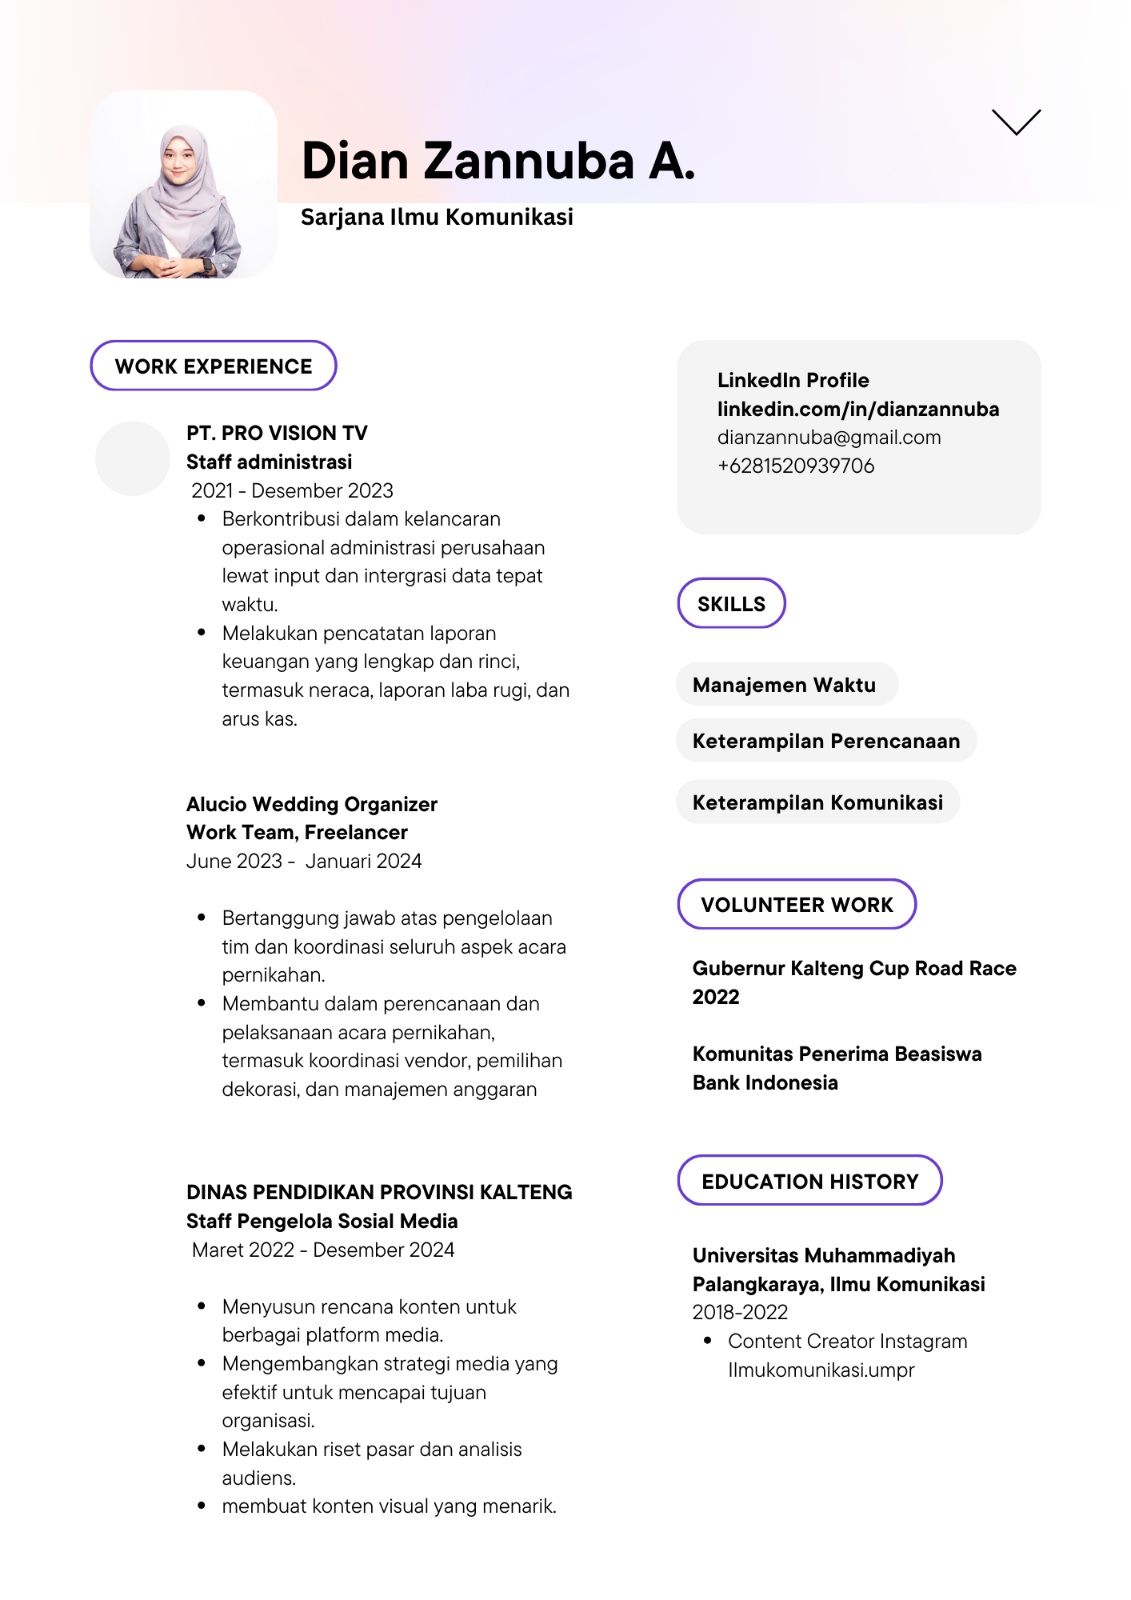 Dian Zannuba A.
Sarjana Ilmu Komunikasi
WORK EXPERIENCE
PT. PRO VISION TV
Staff administrasi
2021 - Desember 2023
• Berkontribusi dalam kelancaran
operasional administrasi perusahaan
lewat input dan intergrasi data tepat
waktu.
• Melakukan pencatatan laporan
keuangan yang lengkap dan rinci,
termasuk neraca, laporan laba rugi, dan
arus kas.
Alucio Wedding Organizer
Work Team, Freelancer
June 2023 - Januari 2024
• Bertanggung jawab atas pengelolaan
tim dan koordinasi seluruh aspek acara
pernikahan.
• Membantu dalam perencanaan dan
pelaksanaan acara pernikahan,
termasuk koordinasi vendor, pemilihan
dekorasi, dan manajemen anggaran
DINAS PENDIDIKAN PROVINSI KALTENG
Staff Pengelola Sosial Media
Maret 2022 - Desember 2024
• Menyusun rencana konten untuk
berbagai platform media.
• Mengembangkan strategi media yang
efektif untuk mencapai tujuan
organisasi.
• Melakukan riset pasar dan analisis
audiens.
• membuat konten visual yang menarik.
LinkedIn Profile
linkedin.com/in/dianzannuba
dianzannuba@gmail.com
+6281520939706
SKILLS
Manajemen Waktu
Keterampilan Perencanaan
Keterampilan Komunikasi
VOLUNTEER WORK
Gubernur Kalteng Cup Road Race
2022
Komunitas Penerima Beasiswa
Bank Indonesia
EDUCATION HISTORY
Universitas Muhammadiyah
Palangkaraya, Ilmu Komunikasi
2018-2022
• Content Creator Instagram
Ilmukomunikasi.umpr